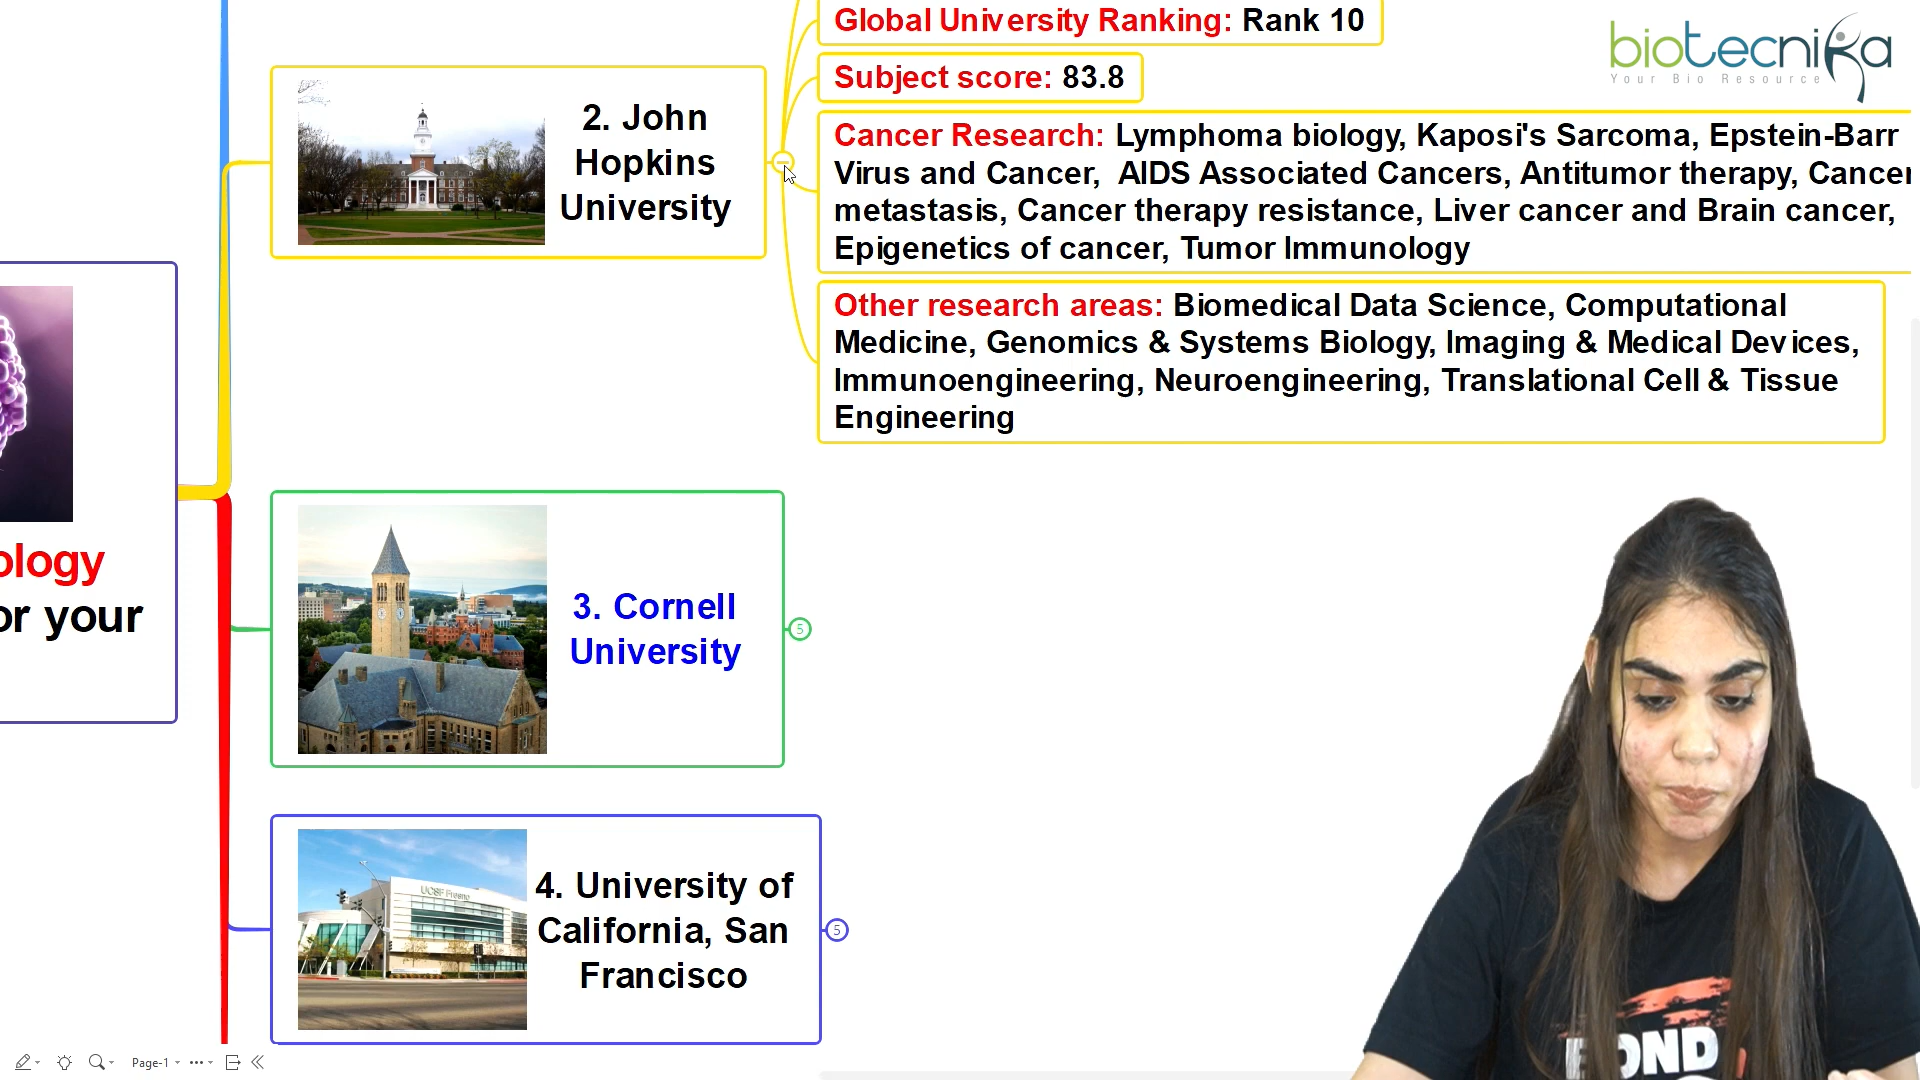 Global University Ranking: Rank 10
biotecnika
Your Bio Resource
Subject score: 83.8
2. John
Hopkins
University
Cancer Research: Lymphoma biology, Kaposi's Sarcoma, Epstein-Barr
Virus and Cancer,  AIDS Associated Cancers, Antitumor therapy, Cancer
metastasis, Cancer therapy resistance, Liver cancer and Brain cancer,
Epigenetics of cancer, Tumor Immunology
Other research areas: Biomedical Data Science, Computational
Medicine, Genomics & Systems Biology, Imaging & Medical Devices,
Immunoengineering, Neuroengineering, Translational Cell & Tissue
Engineering
ology
or your
3. Cornell
University
5
UCSF Fresno
4. University of
California, San
Francisco
5
Page-1
BOND